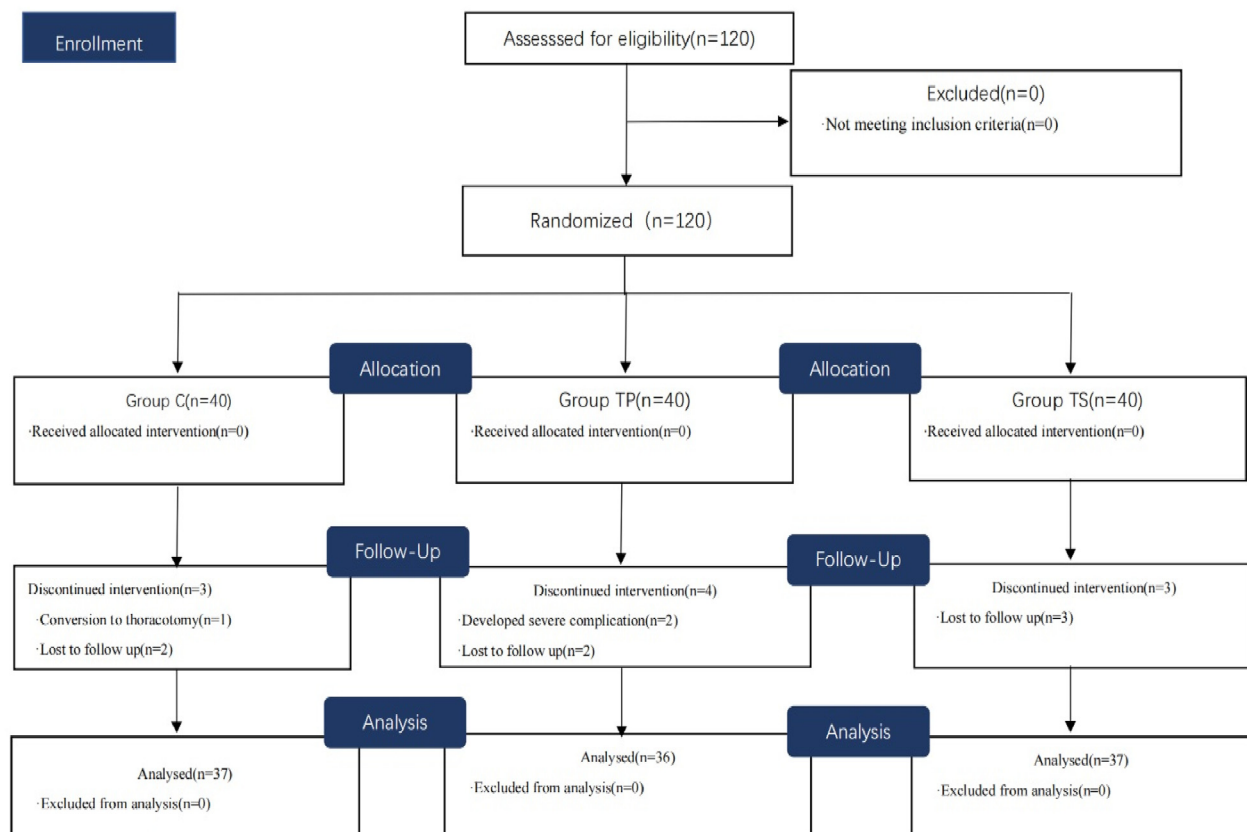 Enrollment
Assesssed for eligibility(n=120)
Excluded(n=0)
·Not meeting inclusion criteria(n=0)
Randomized（n=120)
Allocation
Allocation
Group C(n=40)
·Received allocated intervention(n=0)
Group TP(n=40)
·Received allocated intervention(n=0)
Group TS(n=40)
·Received allocated intervention(n=0)
Follow-Up
Follow-Up
Discontinued intervention(n=3)
·Conversion to thoracotomy(n=1)
·Lost to follow up(n=2)
Discontinued intervention(n=4)
·Developed severe complication(n=2)
·Lost to follow up(n=2)
Discontinued intervention(n=3)
·Lost to follow up(n=3)
Analysis
Analysis
Analysed(n=37)
·Excluded from analysis(n=0)
Analysed(n=36)
·Excluded from analysis(n=0)
Analysed(n=37)
·Excluded from analysis(n=0)